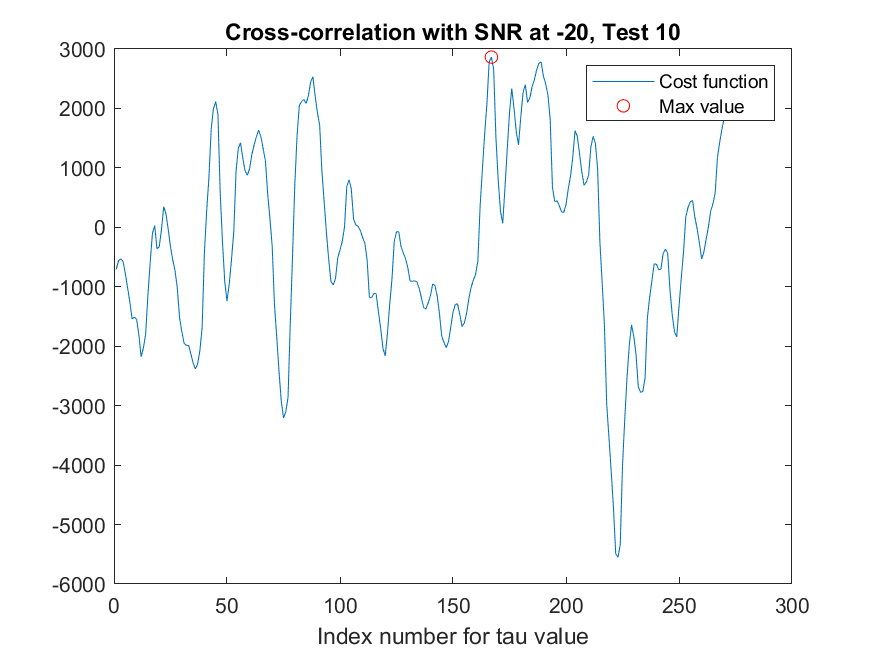 Cross-correlation with SNR at -20, Test 10
3000
2000
1000
0
-1000
-2000
-3000
-4000
-5000
-6000
Cost function
Max value
0 50 100 150 200 250 300
Index number for tau value